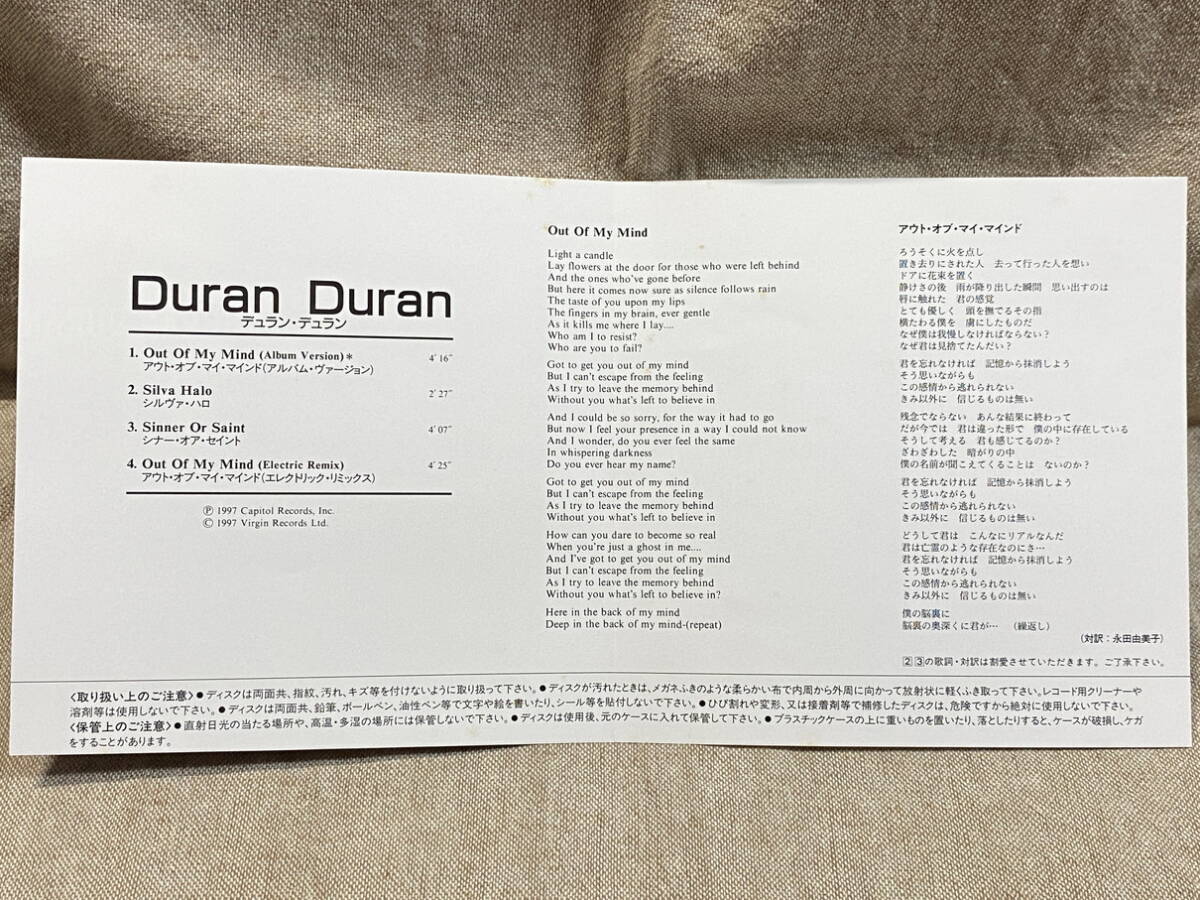 Duran Duran
デュラン・デュラン
1. Out Of My Mind (Album Version)* 4'16"
アウト・オブ・マイ・マインド(アルバム・ヴァージョン)
2. Silva Halo 2'27"
シルヴァ・ハロ
3. Sinner Or Saint 4'07"
シナー・オア・セイント
4. Out Of My Mind (Electric Remix) 4'25"
アウト・オブ・マイ・マインド(エレクトリック・リミックス)
Ⓟ 1997 Capitol Records, Inc.
© 1997 Virgin Records Ltd.
Out Of My Mind
Light a candle
Lay flowers at the door for those who were left behind
And the ones who've gone before
But here it comes now sure as silence follows rain
The taste of you upon my lips
The fingers in my brain, ever gentle
As it kills me where I lay....
Who am I to resist?
Who are you to fail?
Got to get you out of my mind
But I can't escape from the feeling
As I try to leave the memory behind
Without you what's left to believe in
And I could be so sorry, for the way it had to go
But now I feel your presence in a way I could not know
And I wonder, do you ever feel the same
In whispering darkness
Do you ever hear my name?
Got to get you out of my mind
But I can't escape from the feeling
As I try to leave the memory behind
Without you what's left to believe in
How can you dare to become so real
When you're just a ghost in me....
And I've got to get you out of my mind
But I can't escape from the feeling
As I try to leave the memory behind
Without you what's left to believe in?
Here in the back of my mind
Deep in the back of my mind-(repeat)
アウト・オブ・マイ・マインド
ろうそくに火を点し
置き去りにされた人　去って行った人を想い
ドアに花束を置く
静けさの後　雨が降り出した瞬間　思い出すのは
唇に触れた　君の感覚
とても優しく　頭を撫でるその指
横たわる僕を　虜にしたものだ
なぜ僕は我慢しなければならない?
なぜ君は見捨てたんだい?
君を忘れなければ　記憶から抹消しよう
そう思いながらも
この感情から逃れられない
きみ以外に　信じるものは無い
残念でならない　あんな結果に終わって
だが今では　君は違った形で　僕の中に存在している
そうして考える　君も感じてるのか?
ざわざわした　暗がりの中
僕の名前が聞こえてくることは　ないのか?
君を忘れなければ　記憶から抹消しよう
そう思いながらも
この感情から逃れられない
きみ以外に　信じるものは無い
どうして君は　こんなにリアルなんだ
君は亡霊のような存在なのにさ…
君を忘れなければ　記憶から抹消しよう
そう思いながらも
この感情から逃れられない
きみ以外に　信じるものは無い
僕の脳裏に
脳裏の奥深くに君が…　(繰返し)
(対訳:永田由美子)
[2][3]の歌詞・対訳は割愛させていただきます。ご了承下さい。
〈取り扱い上のご注意〉●ディスクは両面共、指紋、汚れ、キズ等を付けないように取り扱って下さい。●ディスクが汚れたときは、メガネふきのような柔らかい布で内周から外周に向かって放射状に軽くふき取って下さい。レコード用クリーナーや
溶剤等は使用しないで下さい。●ディスクは両面共、鉛筆、ボールペン、油性ペン等で文字や絵を書いたり、シール等を貼付しないで下さい。●ひび割れや変形、又は接着剤等で補修したディスクは、危険ですから絶対に使用しないで下さい。
〈保管上のご注意〉●直射日光の当たる場所や、高温・多湿の場所には保管しないで下さい。●ディスクは使用後、元のケースに入れて保管して下さい。●プラスチックケースの上に重いものを置いたり、落としたりすると、ケースが破損し、ケガ
をすることがあります。